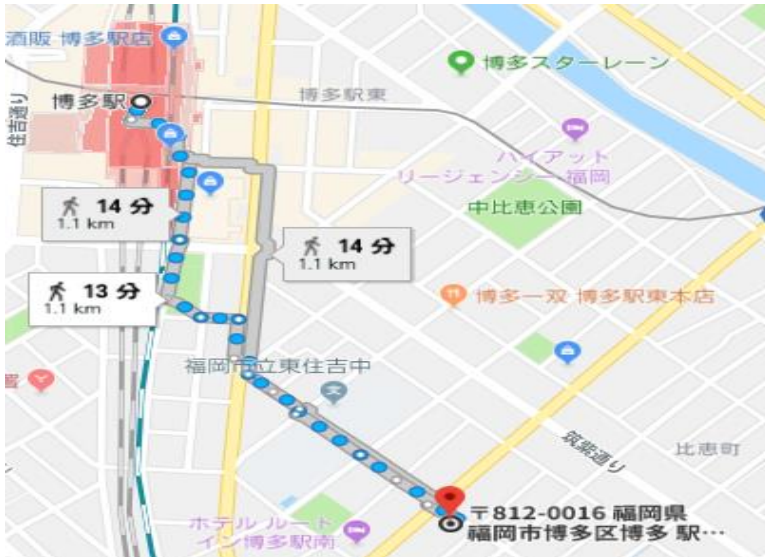 酒販 博多駅店
博多スターレーン
博多駅
博多駅東
住吉通り
ハイアット
リージェンシー 福岡
中比恵公園
14 分
1.1 km
14 分
1.1 km
13 分
1.1 km
博多一双 博多駅東本店
福岡市立東住吉中
筑紫通り
比恵町
ホテル ルート
イン博多駅南
〒812-0016 福岡県
福岡市博多区博多 駅…